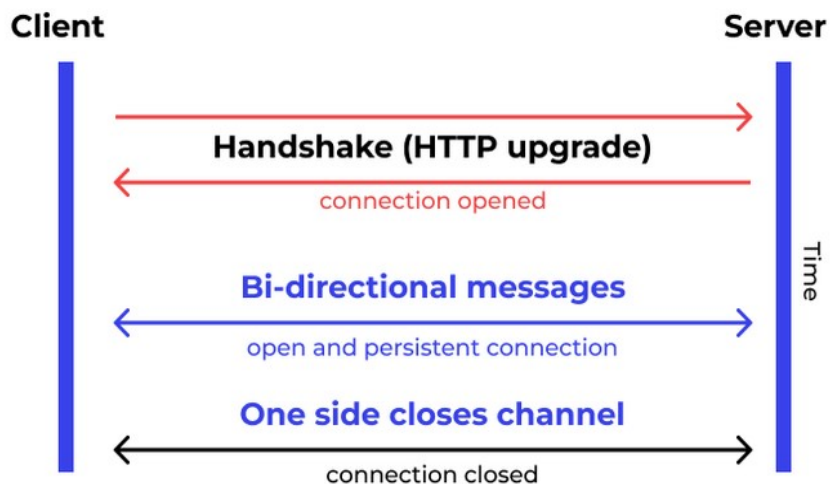 Client
Server
Handshake (HTTP upgrade)
connection opened
Time
Bi-directional messages
open and persistent connection
One side closes channel
connection closed